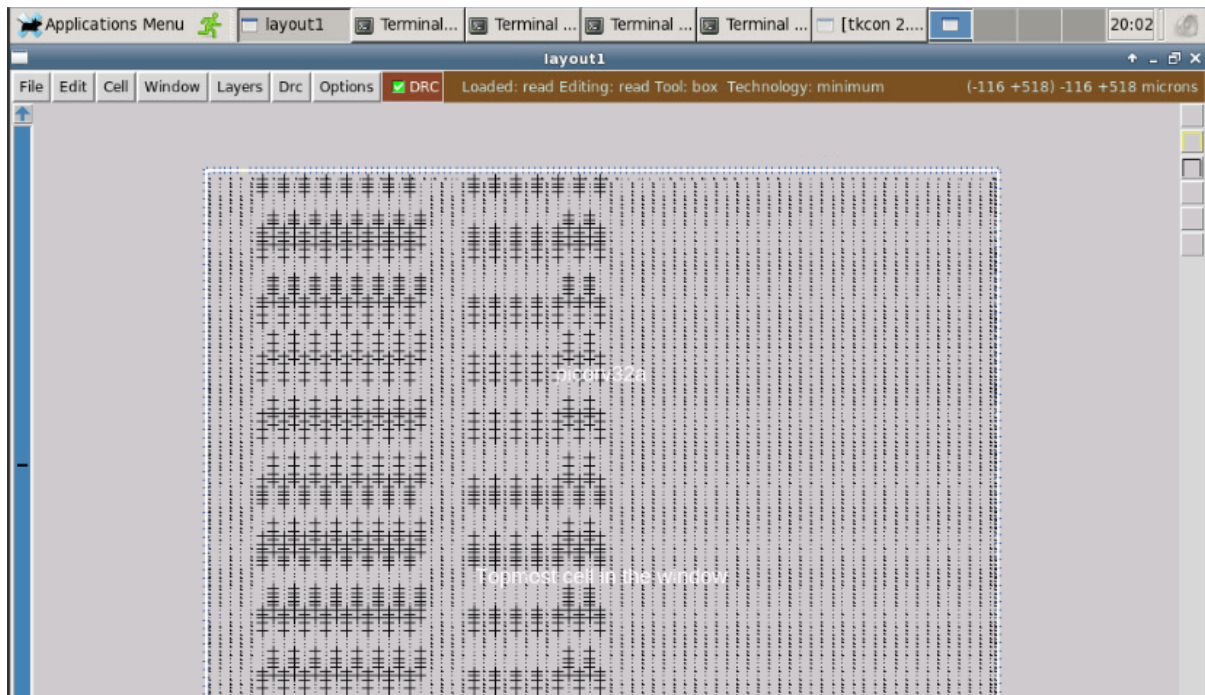 Applications Menu layout1 Terminal... Terminal ... Terminal ... Terminal ... [tkcon 2.... 20:02
layout1
File Edit Cell Window Layers Drc Options DRC Loaded: read Editing: read Tool: box Technology: minimum (-116 +518) -116 +518 microns
picorv32a
Topmost cell in the window